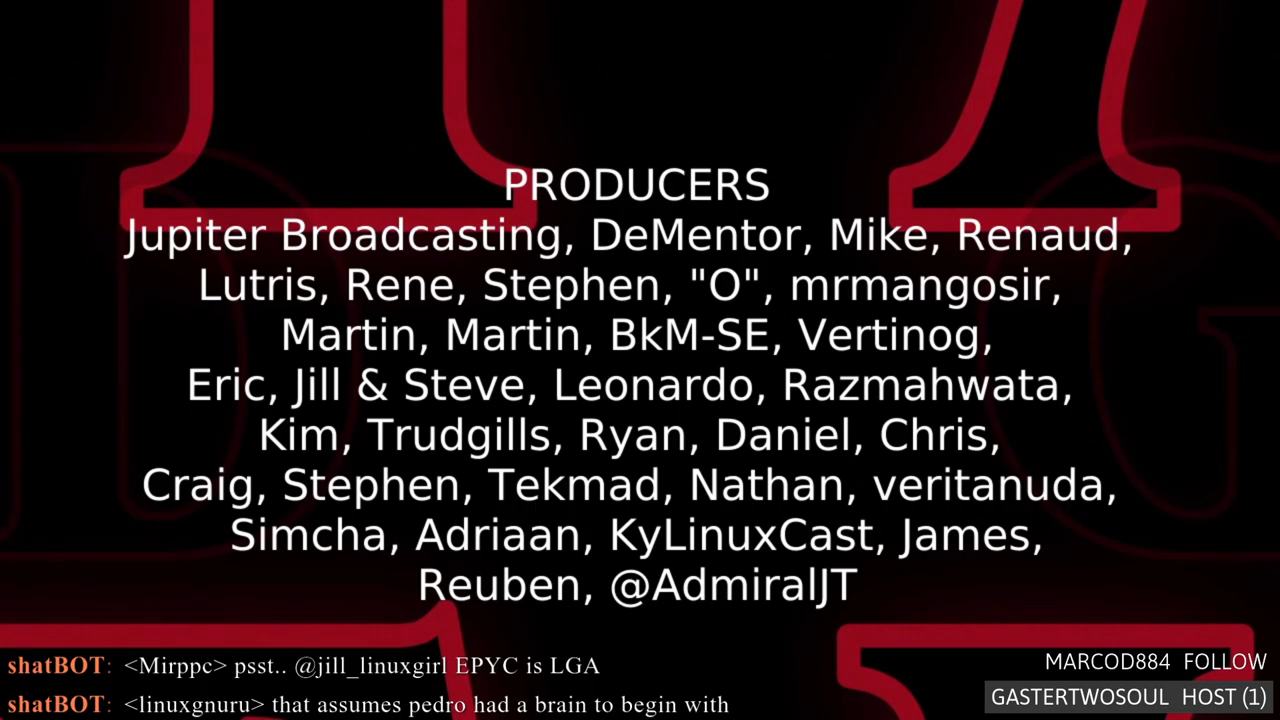 PRODUCERS
Jupiter Broadcasting, DeMentor, Mike, Renaud,
Lutris, Rene, Stephen, "O", mrmangosir,
Martin, Martin, BkM-SE, Vertinog,
Eric, Jill & Steve, Leonardo, Razmahwata,
Kim, Trudgills, Ryan, Daniel, Chris,
Craig, Stephen, Tekmad, Nathan, veritanuda,
Simcha, Adriaan, KyLinuxCast, James,
Reuben, @AdmiralJT
shatBOT: <Mirppc> psst.. @jill_linuxgirl EPYC is LGA
shatBOT: <linuxgnuru> that assumes pedro had a brain to begin with
MARCOD884 FOLLOW
GASTERTWOSOUL HOST (1)